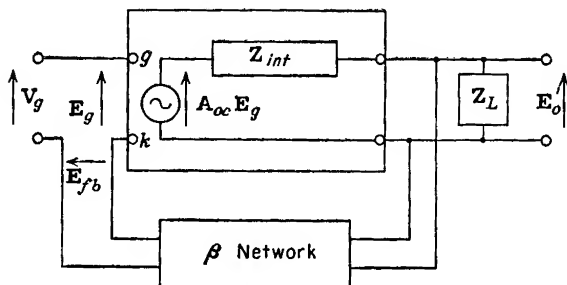 g
Z_int
V_g
E_g
A_oc E_g
Z_L
E_o
k
E_fb
β Network